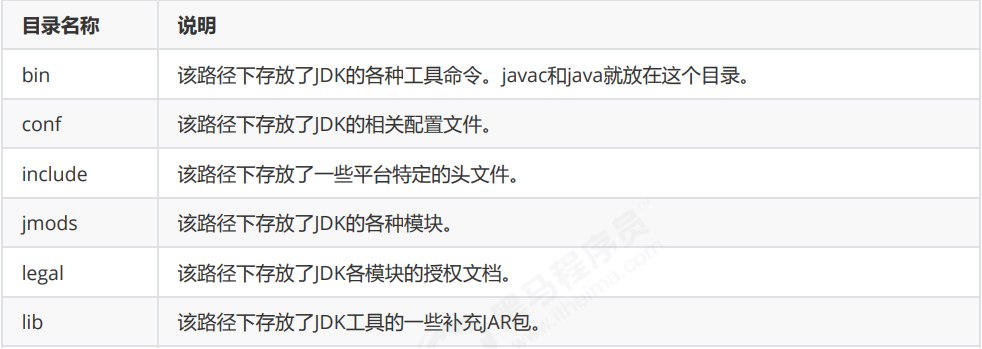 目录名称 说明
bin 该路径下存放了JDK的各种工具命令。javac和java就放在这个目录。
conf 该路径下存放了JDK的相关配置文件。
include 该路径下存放了一些平台特定的头文件。
jmods 该路径下存放了JDK的各种模块。
legal 该路径下存放了JDK各模块的授权文档。
lib 该路径下存放了JDK工具的一些补充JAR包。
黑马程序员
www.itheima.com